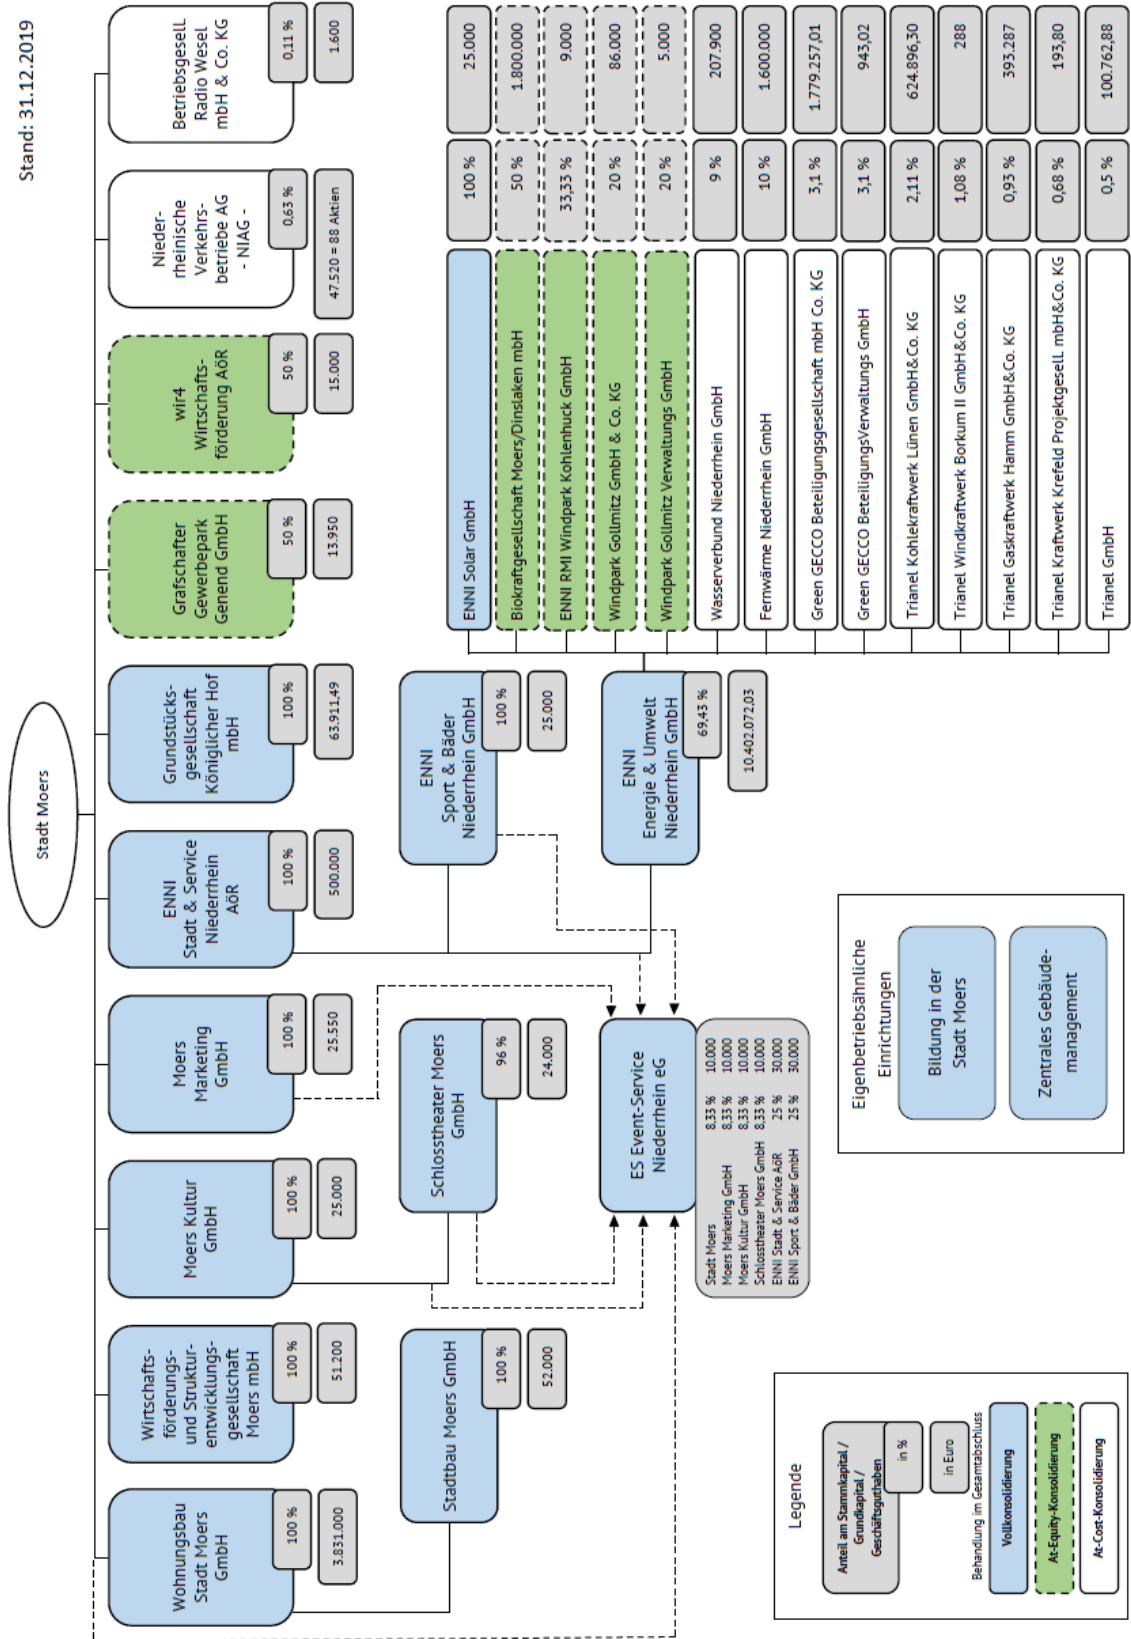 Stand: 31.12.2019
Stadt Moers
Wohnungsbau
Stadt Moers
GmbH
100 %
3.831.000
Wirtschafts-
förderungs-
und Struktur-
entwicklungs-
gesellschaft
Moers mbH
100 %
51.200
Moers Kultur
GmbH
100 %
25.000
Moers
Marketing
GmbH
100 %
25.550
ENNI
Stadt & Service
Niederrhein
AöR
100 %
500.000
Grundstücks-
gesellschaft
Königlicher Hof
mbH
100 %
63.911,49
Grafschafter
Gewerbepark
Genend GmbH
50 %
13.950
wir4
Wirtschafts-
förderung AöR
50 %
15.000
Nieder-
rheinische
Verkehrs-
betriebe AG
- NIAG -
0,63 %
47.520 = 88 Aktien
Betriebsgesell.
Radio Wesel
mbH & Co. KG
0,11 %
1.600
Stadtbau Moers GmbH
100 %
52.000
Schlosstheater Moers
GmbH
96 %
24.000
ENNI
Sport & Bäder
Niederrhein GmbH
100 %
25.000
ES Event-Service
Niederrhein eG
Stadt Moers 8,33 % 10.000
Moers Marketing GmbH 8,33 % 10.000
Moers Kultur GmbH 8,33 % 10.000
Schlosstheater Moers GmbH 8,33 % 10.000
ENNI Stadt & Service AöR 25 % 30.000
ENNI Sport & Bäder GmbH 25 % 30.000
ENNI
Energie & Umwelt
Niederrhein GmbH
69,43 %
10.402.072,03
ENNI Solar GmbH 100 % 25.000
Biokraftgesellschaft Moers/Dinslaken mbH 50 % 1.800.000
ENNI RMI Windpark Kohlenhuck GmbH 33,33 % 9.000
Windpark Gollmitz GmbH & Co. KG 20 % 86.000
Windpark Gollmitz Verwaltungs GmbH 20 % 5.000
Wasserverbund Niederrhein GmbH 9 % 207.900
Fernwärme Niederrhein GmbH 10 % 1.600.000
Green GECCO Beteiligungsgesellschaft mbH Co. KG 3,1 % 1.779.257,01
Green GECCO BeteiligungsVerwaltungs GmbH 3,1 % 943,02
Trianel Kohlekraftwerk Lünen GmbH&Co. KG 2,11 % 624.896,30
Trianel Windkraftwerk Borkum II GmbH&Co. KG 1,08 % 288
Trianel Gaskraftwerk Hamm GmbH&Co. KG 0,93 % 393.287
Trianel Kraftwerk Krefeld Projektgesell. mbH&Co. KG 0,68 % 193,80
Trianel GmbH 0,5 % 100.762,88
Legende
Anteil am Stammkapital /
Grundkapital /
Geschäftsguthaben
in %
in Euro
Behandlung im Gesamtabschluss
Vollkonsolidierung
At-Equity-Konsolidierung
At-Cost-Konsolidierung
Eigenbetriebsähnliche
Einrichtungen
Bildung in der
Stadt Moers
Zentrales Gebäude-
management